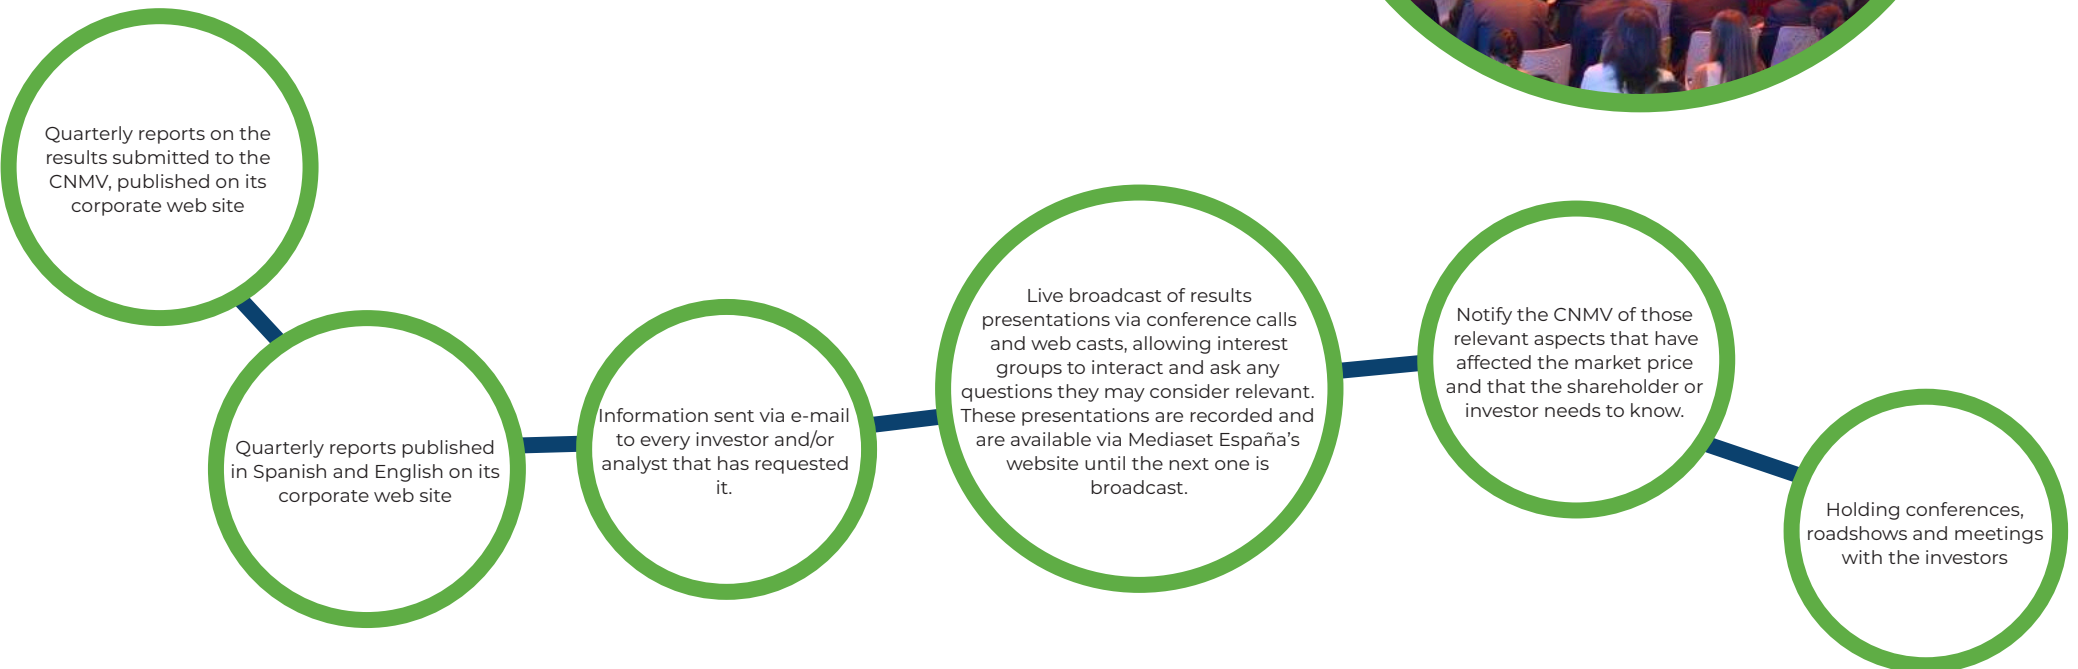 Quarterly reports on the
results submitted to the
CNMV, published on its
corporate web site
Quarterly reports published
in Spanish and English on its
corporate web site
Information sent via e-mail
to every investor and/or
analyst that has requested
it.
Live broadcast of results
presentations via conference calls
and web casts, allowing interest
groups to interact and ask any
questions they may consider relevant.
These presentations are recorded and
are available via Mediaset España’s
website until the next one is
broadcast.
Notify the CNMV of those
relevant aspects that have
affected the market price
and that the shareholder or
investor needs to know.
Holding conferences,
roadshows and meetings
with the investors